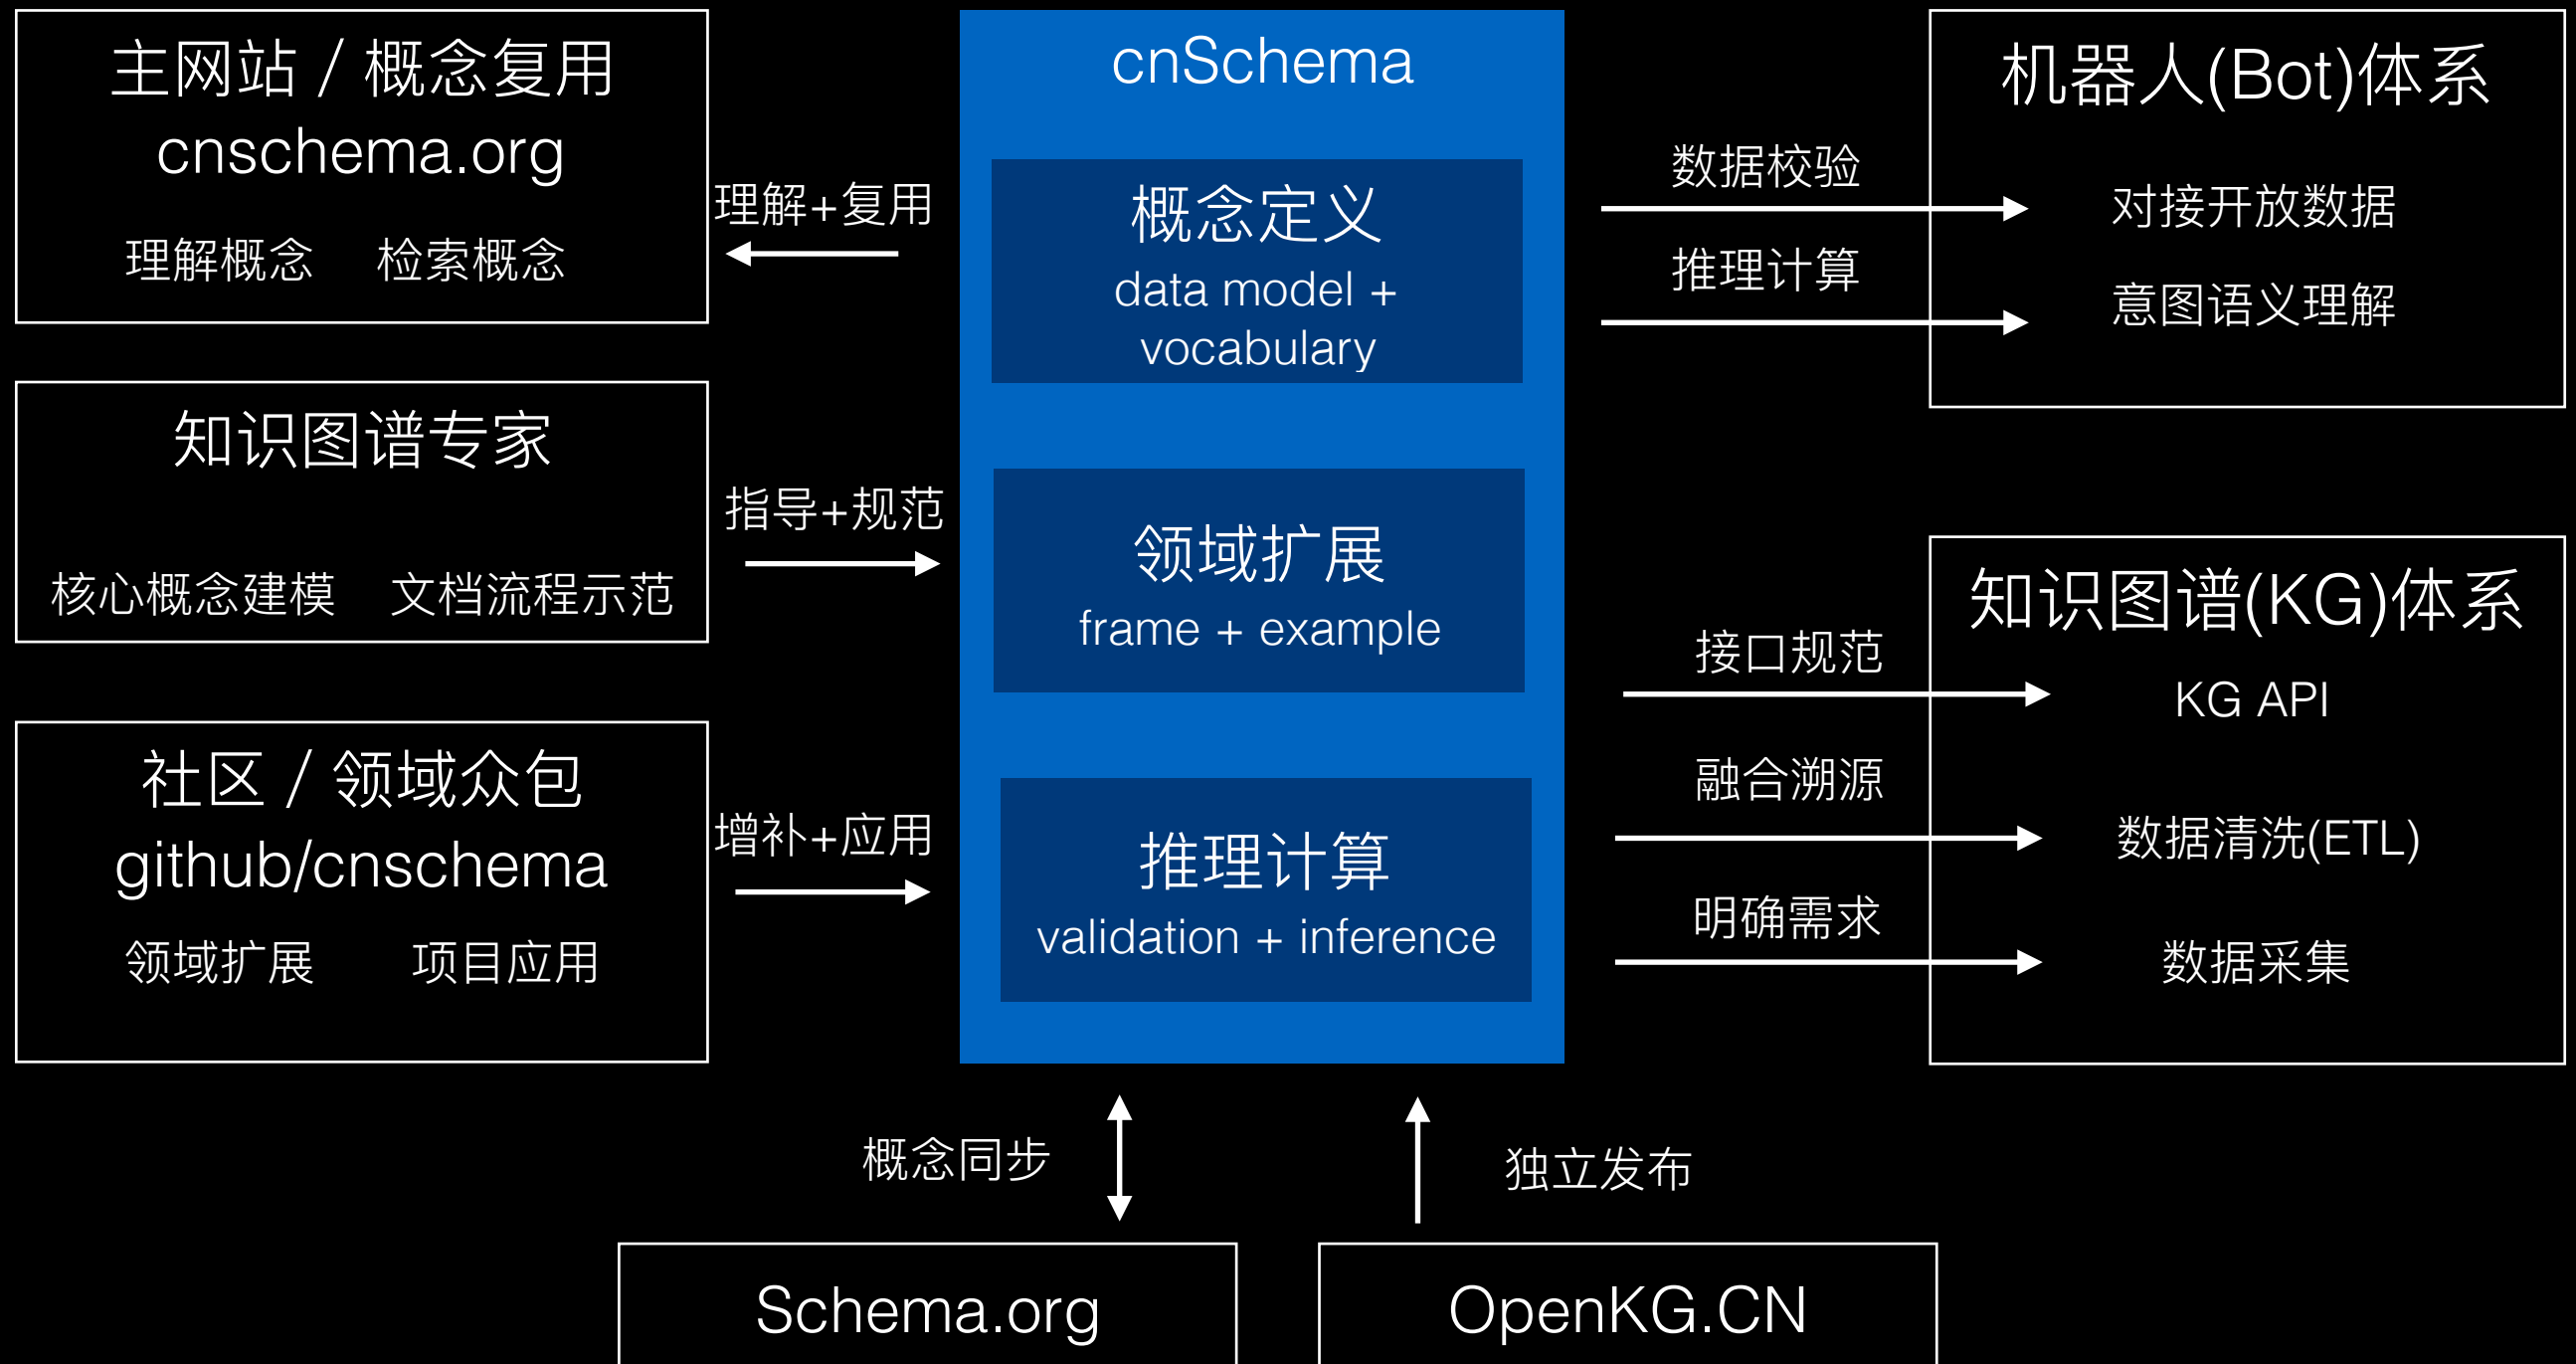 主网站 / 概念复用
cnschema.org
理解概念 检索概念
理解+复用
知识图谱专家
核心概念建模 文档流程示范
指导+规范
社区 / 领域众包
github/cnschema
领域扩展 项目应用
增补+应用
cnSchema
概念定义
data model +
vocabulary
领域扩展
frame + example
推理计算
validation + inference
数据校验
推理计算
机器人(Bot)体系
对接开放数据
意图语义理解
接口规范
融合溯源
明确需求
知识图谱(KG)体系
KG API
数据清洗(ETL)
数据采集
概念同步
独立发布
Schema.org
OpenKG.CN